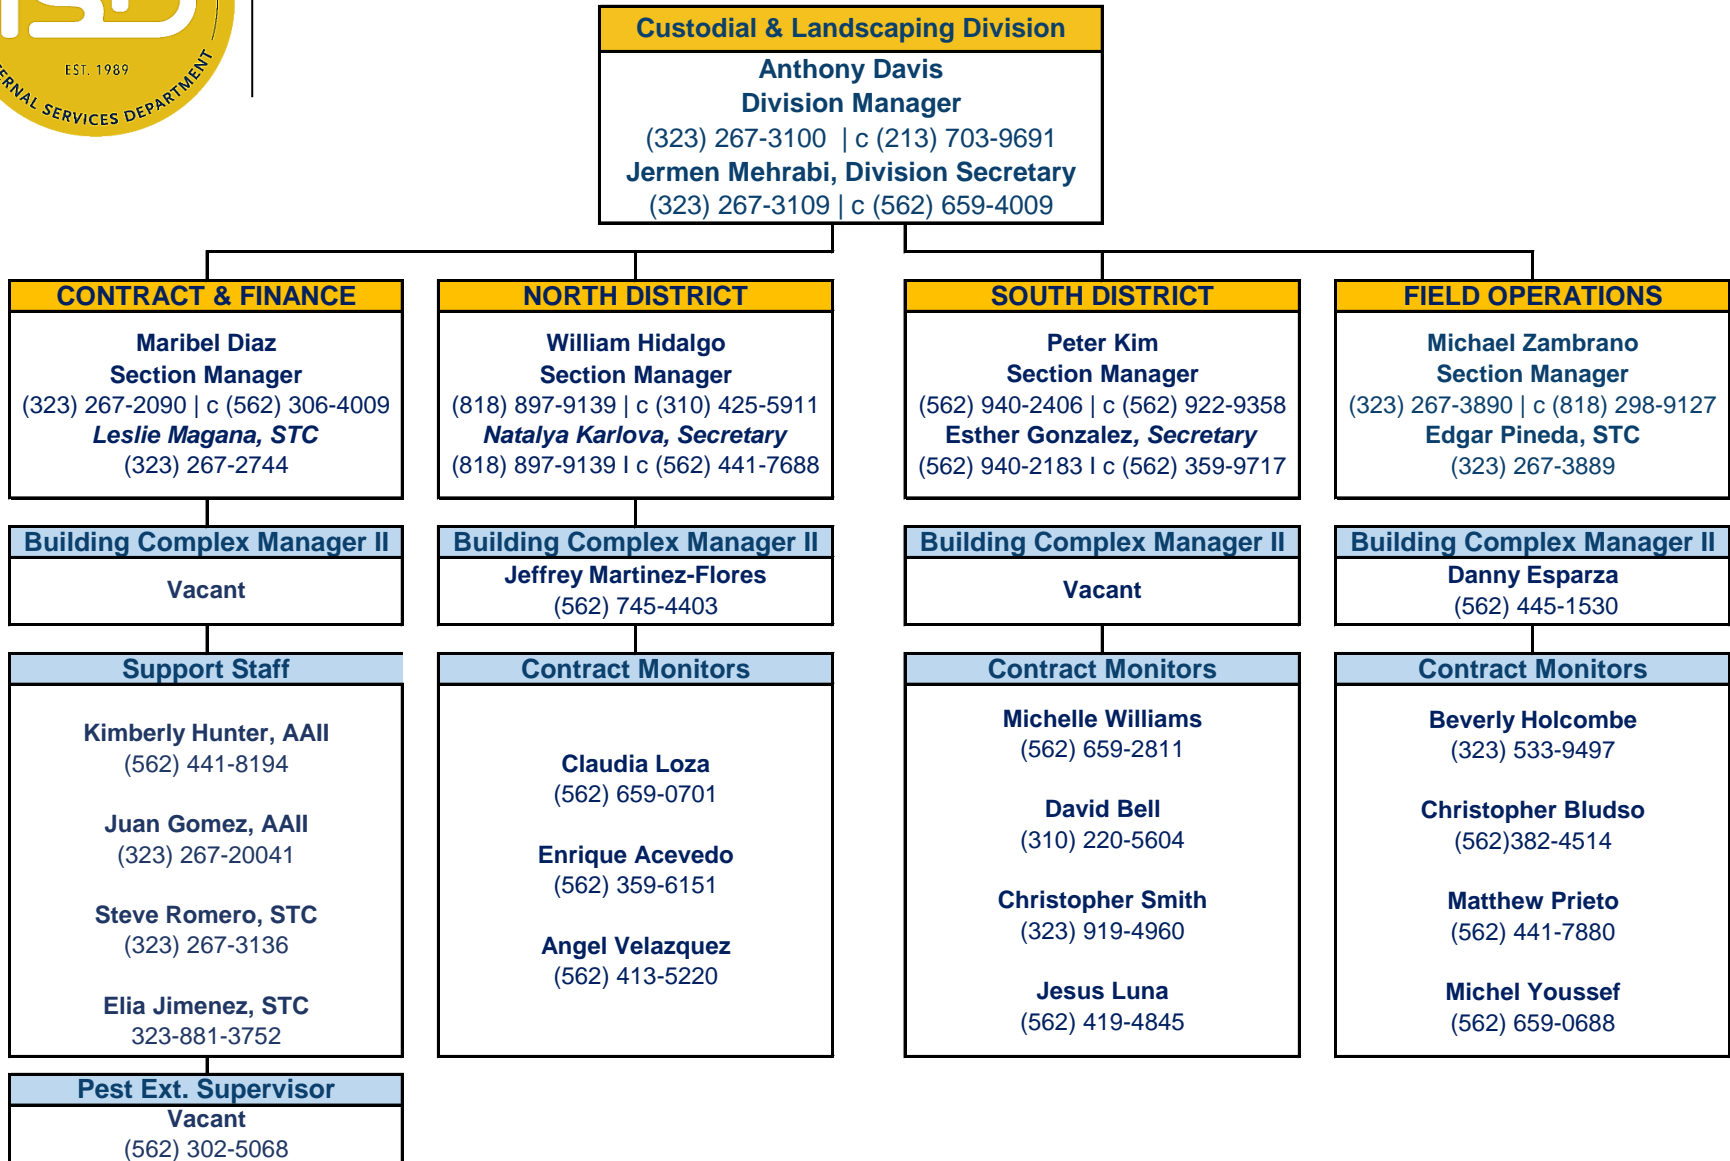 EST. 1989
SERVICES DEPARTMENT
Custodial & Landscaping Division
Anthony Davis
Division Manager
(323) 267-3100 | c (213) 703-9691
Jermen Mehrabi, Division Secretary
(323) 267-3109 | c (562) 659-4009
CONTRACT & FINANCE
Maribel Diaz
Section Manager
(323) 267-2090 | c (562) 306-4009
Leslie Magana, STC
(323) 267-2744
Building Complex Manager II
Vacant
Support Staff
Kimberly Hunter, AAII
(562) 441-8194
Juan Gomez, AAII
(323) 267-20041
Steve Romero, STC
(323) 267-3136
Elia Jimenez, STC
323-881-3752
Pest Ext. Supervisor
Vacant
(562) 302-5068
NORTH DISTRICT
William Hidalgo
Section Manager
(818) 897-9139 | c (310) 425-5911
Natalya Karlova, Secretary
(818) 897-9139 I c (562) 441-7688
Building Complex Manager II
Jeffrey Martinez-Flores
(562) 745-4403
Contract Monitors
Claudia Loza
(562) 659-0701
Enrique Acevedo
(562) 359-6151
Angel Velazquez
(562) 413-5220
SOUTH DISTRICT
Peter Kim
Section Manager
(562) 940-2406 | c (562) 922-9358
Esther Gonzalez, Secretary
(562) 940-2183 I c (562) 359-9717
Building Complex Manager II
Vacant
Contract Monitors
Michelle Williams
(562) 659-2811
David Bell
(310) 220-5604
Christopher Smith
(323) 919-4960
Jesus Luna
(562) 419-4845
FIELD OPERATIONS
Michael Zambrano
Section Manager
(323) 267-3890 | c (818) 298-9127
Edgar Pineda, STC
(323) 267-3889
Building Complex Manager II
Danny Esparza
(562) 445-1530
Contract Monitors
Beverly Holcombe
(323) 533-9497
Christopher Bludso
(562)382-4514
Matthew Prieto
(562) 441-7880
Michel Youssef
(562) 659-0688